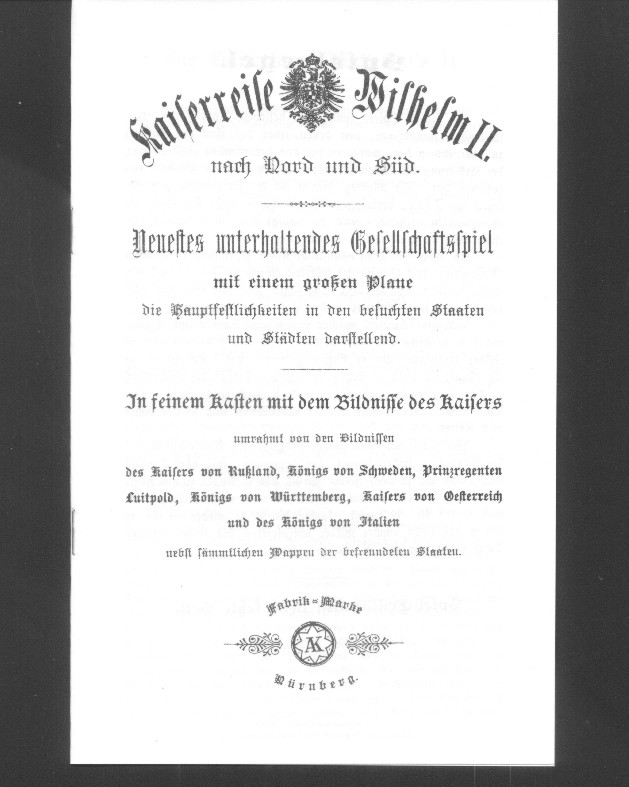 Kaiserreise Wilhelm II.
nach Nord und Süd.
Neuestes unterhaltendes Gesellschaftsspiel
mit einem großen Plane
die Hauptfestlichkeiten in den besuchten Staaten
und Städten darstellend.
In feinem Kasten mit dem Bildnisse des Kaisers
umrahmt von den Bildnissen
des Kaisers von Rußland, Königs von Schweden, Prinzregenten
Luitpold, Königs von Württemberg, Kaisers von Oesterreich
und des Königs von Italien
nebst sämmtlichen Wappen der befreundeten Staaten.
Fabrik=Marke
AK
Nürnberg.